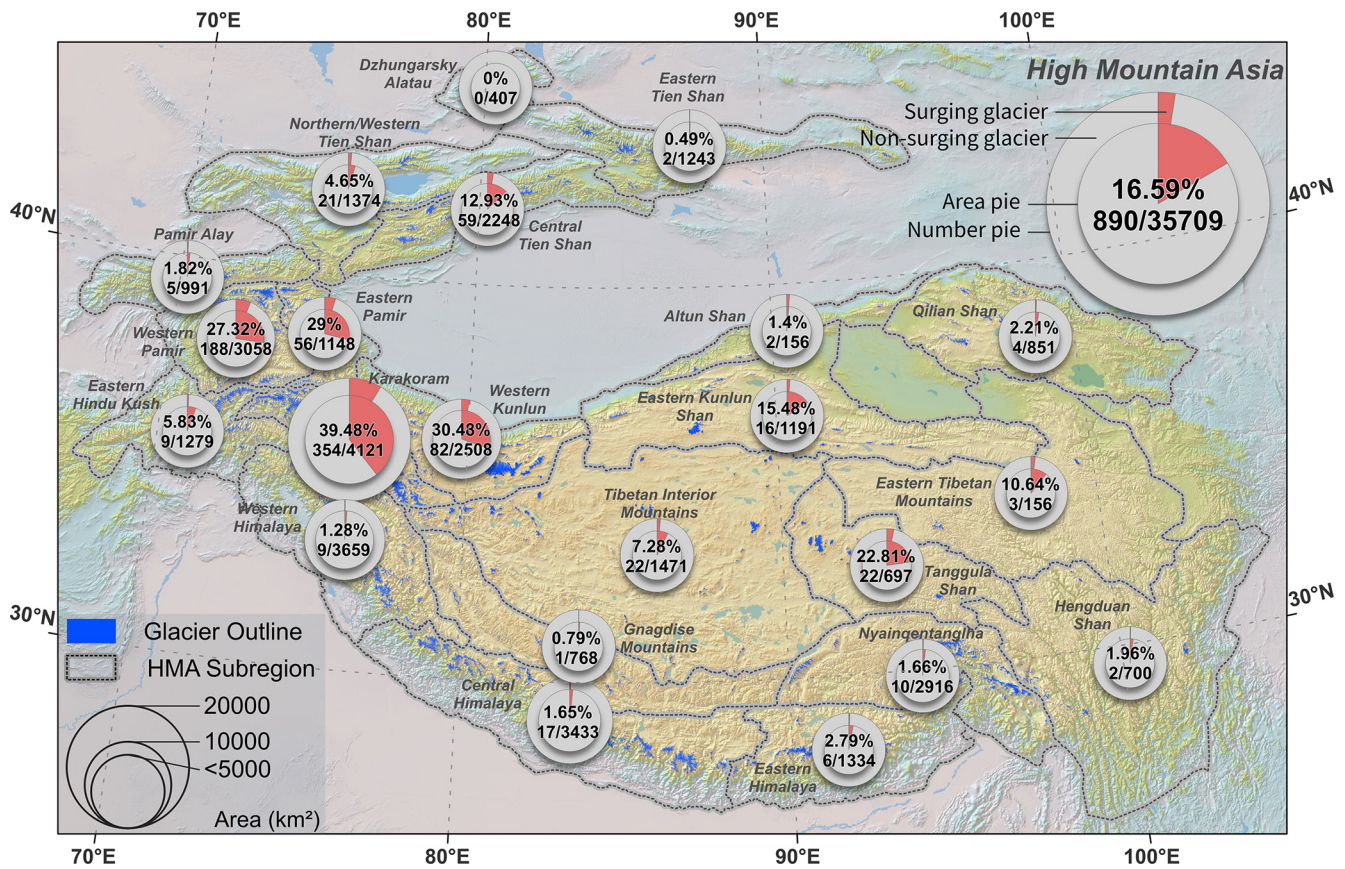 70°E
80°E
90°E
100°E
High Mountain Asia
Surging glacier
Non-surging glacier
Area pie
Number pie
16.59%
890/35709
40°N
40°N
30°N
30°N
Dzhungarsky
Alatau
0%
0/407
Eastern
Tien Shan
0.49%
2/1243
Northern/Western
Tien Shan
4.65%
21/1374
12.93%
59/2248
Central
Tien Shan
Pamir Alay
1.82%
5/991
Western
Pamir
27.32%
188/3058
Eastern
Pamir
29%
56/1148
Altun Shan
1.4%
2/156
Qilian Shan
2.21%
4/851
Eastern
Hindu Kush
5.83%
9/1279
Karakoram
39.48%
354/4121
Western
Kunlun
30.48%
82/2508
Eastern Kunlun
Shan
15.48%
16/1191
Eastern Tibetan
Mountains
10.64%
3/156
Western
Himalaya
1.28%
9/3659
Tibetan Interior
Mountains
7.28%
22/1471
22.81%
22/697
Tanggula
Shan
Hengduan
Shan
1.96%
2/700
Gnagdise
Mountains
0.79%
1/768
Nyainqentanglha
1.66%
10/2916
Central
Himalaya
1.65%
17/3433
Eastern
Himalaya
2.79%
6/1334
Glacier Outline
HMA Subregion
20000
10000
<5000
Area (km²)
70°E
80°E
90°E
100°E